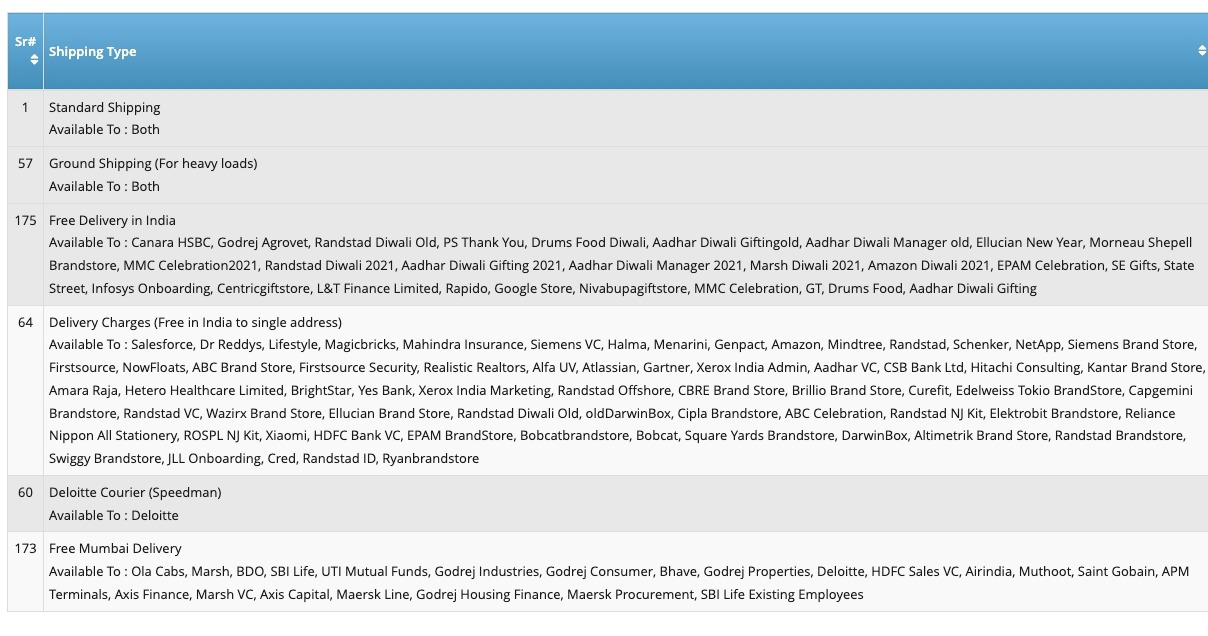 Sr#
Shipping Type
1
Standard Shipping
Available To : Both
57
Ground Shipping (For heavy loads)
Available To : Both
175
Free Delivery in India
Available To : Canara HSBC, Godrej Agrovet, Randstad Diwali Old, PS Thank You, Drums Food Diwali, Aadhar Diwali Giftingold, Aadhar Diwali Manager old, Ellucian New Year, Morneau Shepell
Brandstore, MMC Celebration2021, Randstad Diwali 2021, Aadhar Diwali Gifting 2021, Aadhar Diwali Manager 2021, Marsh Diwali 2021, Amazon Diwali 2021, EPAM Celebration, SE Gifts, State
Street, Infosys Onboarding, Centricgiftstore, L&T Finance Limited, Rapido, Google Store, Nivabupagiftstore, MMC Celebration, GT, Drums Food, Aadhar Diwali Gifting
64
Delivery Charges (Free in India to single address)
Available To : Salesforce, Dr Reddys, Lifestyle, Magicbricks, Mahindra Insurance, Siemens VC, Halma, Menarini, Genpact, Amazon, Mindtree, Randstad, Schenker, NetApp, Siemens Brand Store,
Firstsource, NowFloats, ABC Brand Store, Firstsource Security, Realistic Realtors, Alfa UV, Atlassian, Gartner, Xerox India Admin, Aadhar VC, CSB Bank Ltd, Hitachi Consulting, Kantar Brand Store,
Amara Raja, Hetero Healthcare Limited, BrightStar, Yes Bank, Xerox India Marketing, Randstad Offshore, CBRE Brand Store, Brillio Brand Store, Curefit, Edelweiss Tokio BrandStore, Capgemini
Brandstore, Randstad VC, Wazirx Brand Store, Ellucian Brand Store, Randstad Diwali Old, oldDarwinBox, Cipla Brandstore, ABC Celebration, Randstad NJ Kit, Elektrobit Brandstore, Reliance
Nippon All Stationery, ROSPL NJ Kit, Xiaomi, HDFC Bank VC, EPAM BrandStore, Bobcatbrandstore, Bobcat, Square Yards Brandstore, DarwinBox, Altimetrik Brand Store, Randstad Brandstore,
Swiggy Brandstore, JLL Onboarding, Cred, Randstad ID, Ryanbrandstore
60
Deloitte Courier (Speedman)
Available To : Deloitte
173
Free Mumbai Delivery
Available To : Ola Cabs, Marsh, BDO, SBI Life, UTI Mutual Funds, Godrej Industries, Godrej Consumer, Bhave, Godrej Properties, Deloitte, HDFC Sales VC, Airindia, Muthoot, Saint Gobain, APM
Terminals, Axis Finance, Marsh VC, Axis Capital, Maersk Line, Godrej Housing Finance, Maersk Procurement, SBI Life Existing Employees